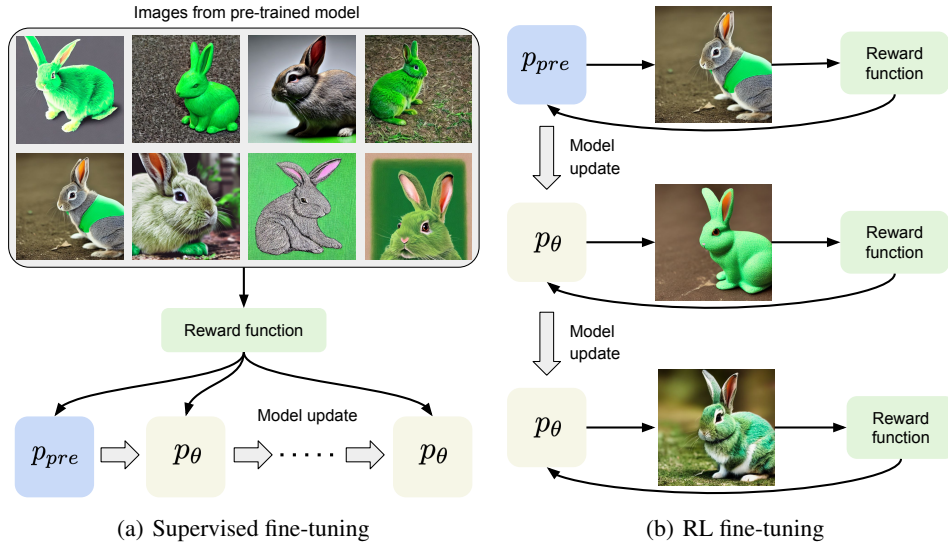 Images from pre-trained model
Reward function
Model update
p_pre
p_θ
p_θ
(a) Supervised fine-tuning
p_pre
Reward
function
Model
update
p_θ
Reward
function
Model
update
p_θ
Reward
function
(b) RL fine-tuning